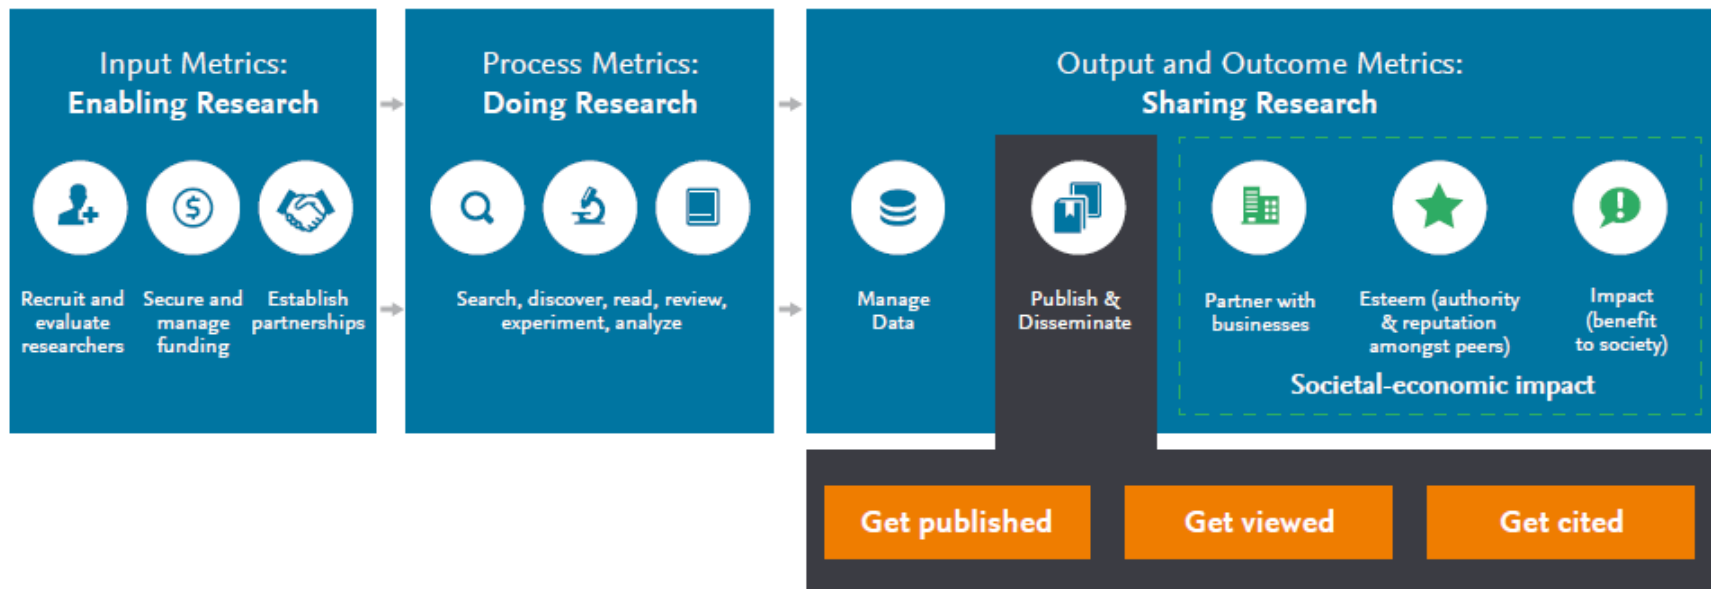 Input Metrics:
Enabling Research
Recruit and
evaluate
researchers
Secure and
manage
funding
Establish
partnerships
Process Metrics:
Doing Research
Search, discover, read, review,
experiment, analyze
Output and Outcome Metrics:
Sharing Research
Manage
Data
Publish &
Disseminate
Partner with
businesses
Esteem (authority
& reputation
amongst peers)
Impact
(benefit
to society)
Societal-economic impact
Get published
Get viewed
Get cited